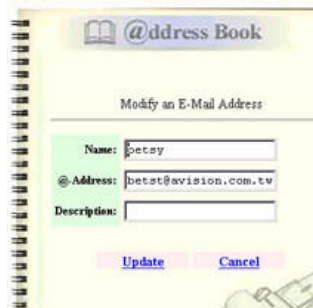 @ddress Book
Modify an E-Mail Address
Name: betsy
@.Address: betst@avision.com.tw
Description:
Update Cancel